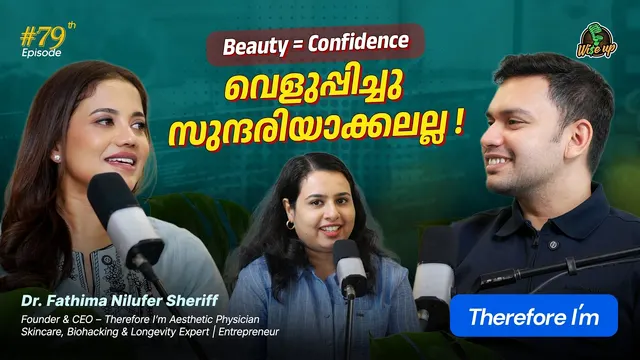 #79th
Episode
Beauty = Confidence
Wise up
വെളുപ്പിച്ചു
സുന്ദരിയാക്കലല്ല !
Dr. Fathima Nilufer Sheriff
Founder & CEO – Therefore I'm Aesthetic Physician
Skincare, Biohacking & Longevity Expert | Entrepreneur
Therefore I'm